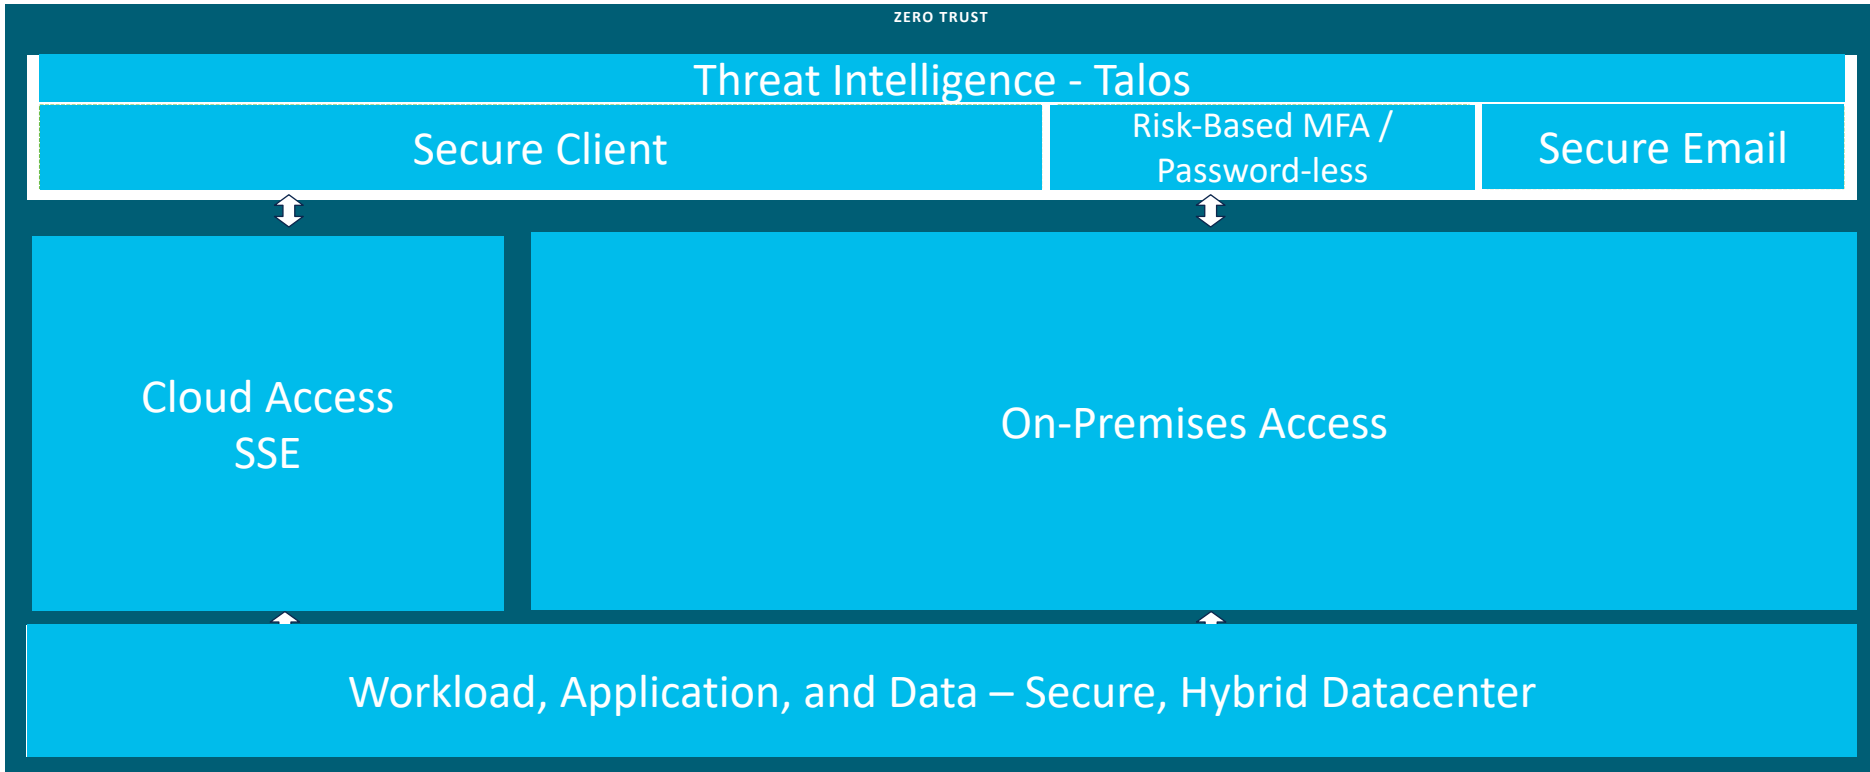 ZERO TRUST
Threat Intelligence - Talos
Secure Client
Risk-Based MFA /
Password-less
Secure Email
Cloud Access
SSE
On-Premises Access
Workload, Application, and Data – Secure, Hybrid Datacenter